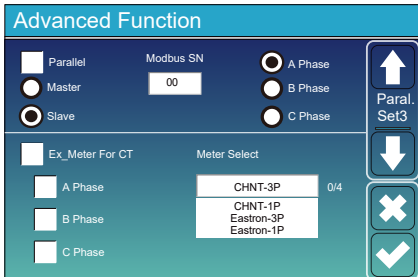 Advanced Function
Parallel
Modbus SN
A Phase
Master
00
B Phase
Slave
C Phase
Paral.
Set3
Ex_Meter For CT
Meter Select
A Phase
CHNT-3P
0/4
CHNT-1P
B Phase
Eastron-3P
Eastron-1P
C Phase